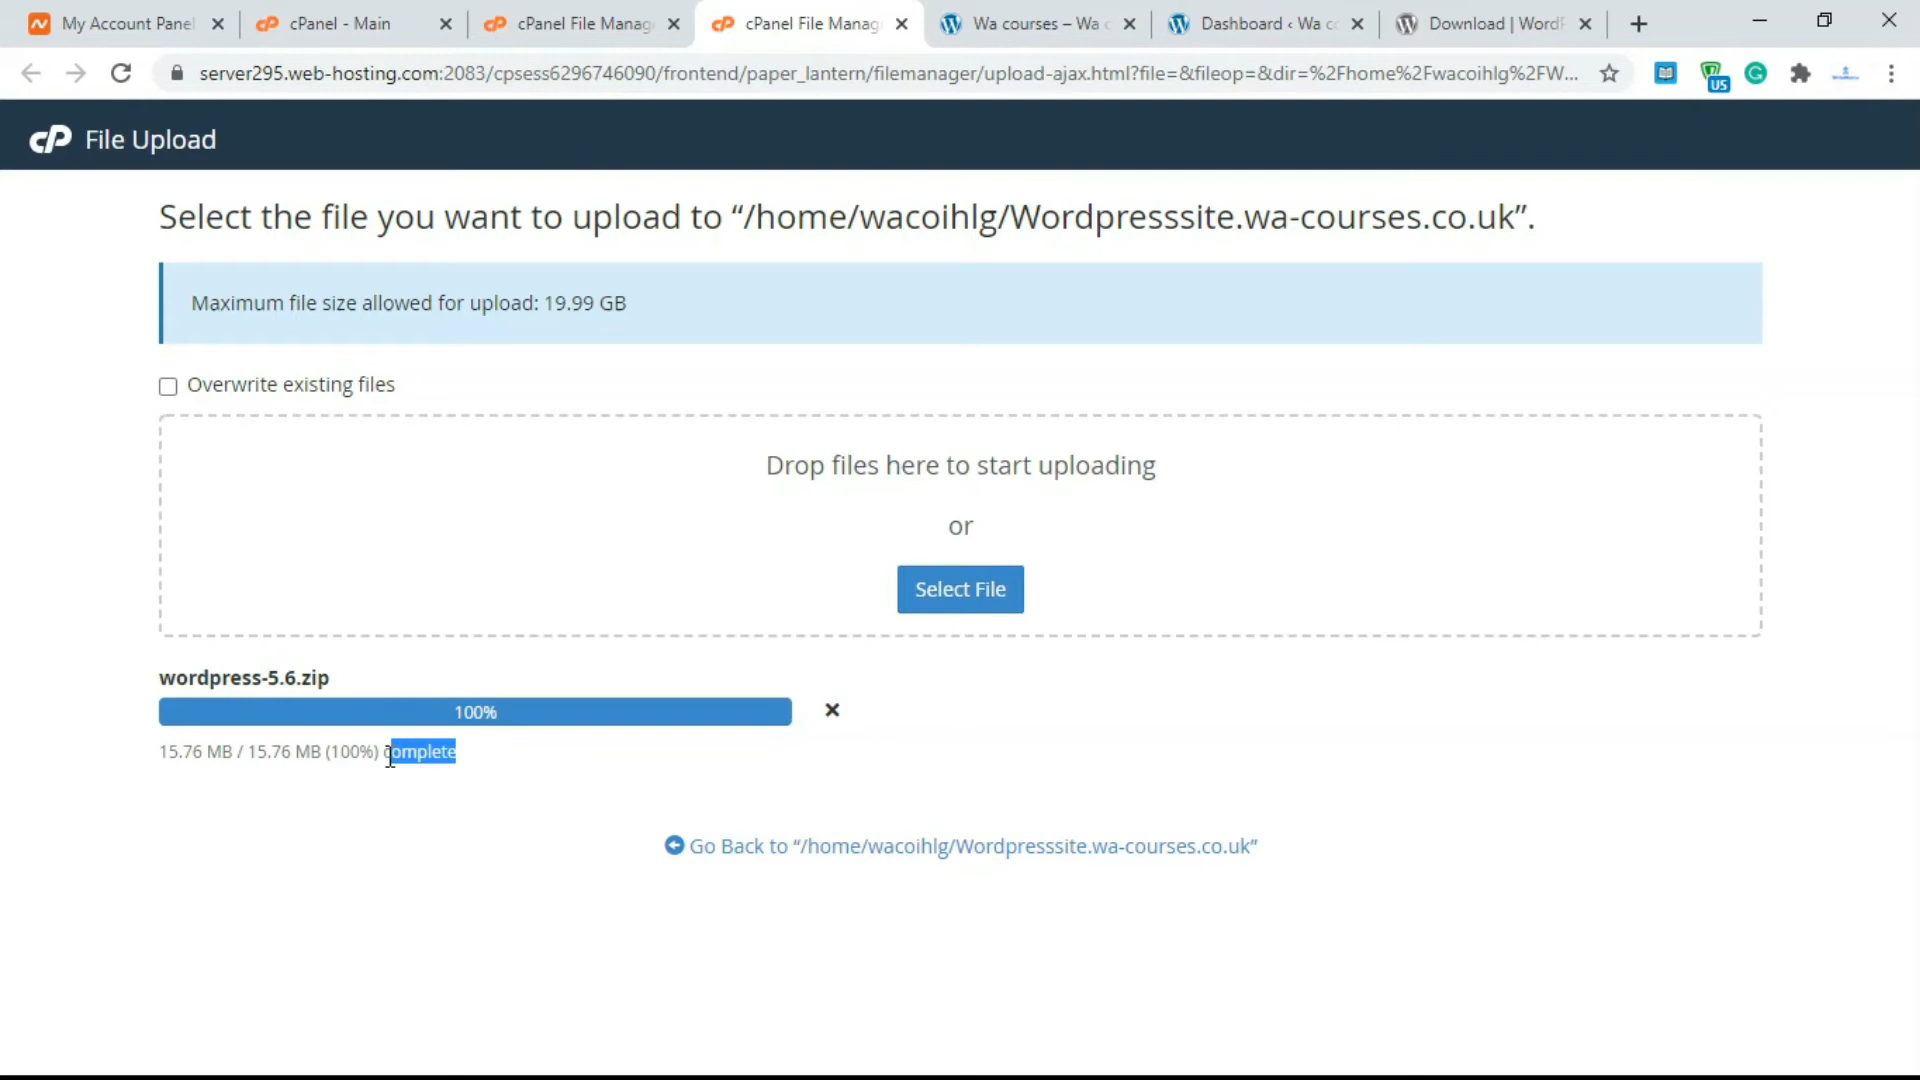 My Account Panel
cPanel - Main
cPanel File Manag
cPanel File Manag
Wa courses – Wa c
Dashboard ‹ Wa co
Download | WordP
server295.web-hosting.com:2083/cpsess6296746090/frontend/paper_lantern/filemanager/upload-ajax.html?file=&fileop=&dir=%2Fhome%2Fwacoihlg%2FW...
US
cP File Upload
Select the file you want to upload to “/home/wacoihlg/Wordpresssite.wa-courses.co.uk”.
Maximum file size allowed for upload: 19.99 GB
Overwrite existing files
Drop files here to start uploading
or
Select File
wordpress-5.6.zip
100%
15.76 MB / 15.76 MB (100%) complete
Go Back to “/home/wacoihlg/Wordpresssite.wa-courses.co.uk”